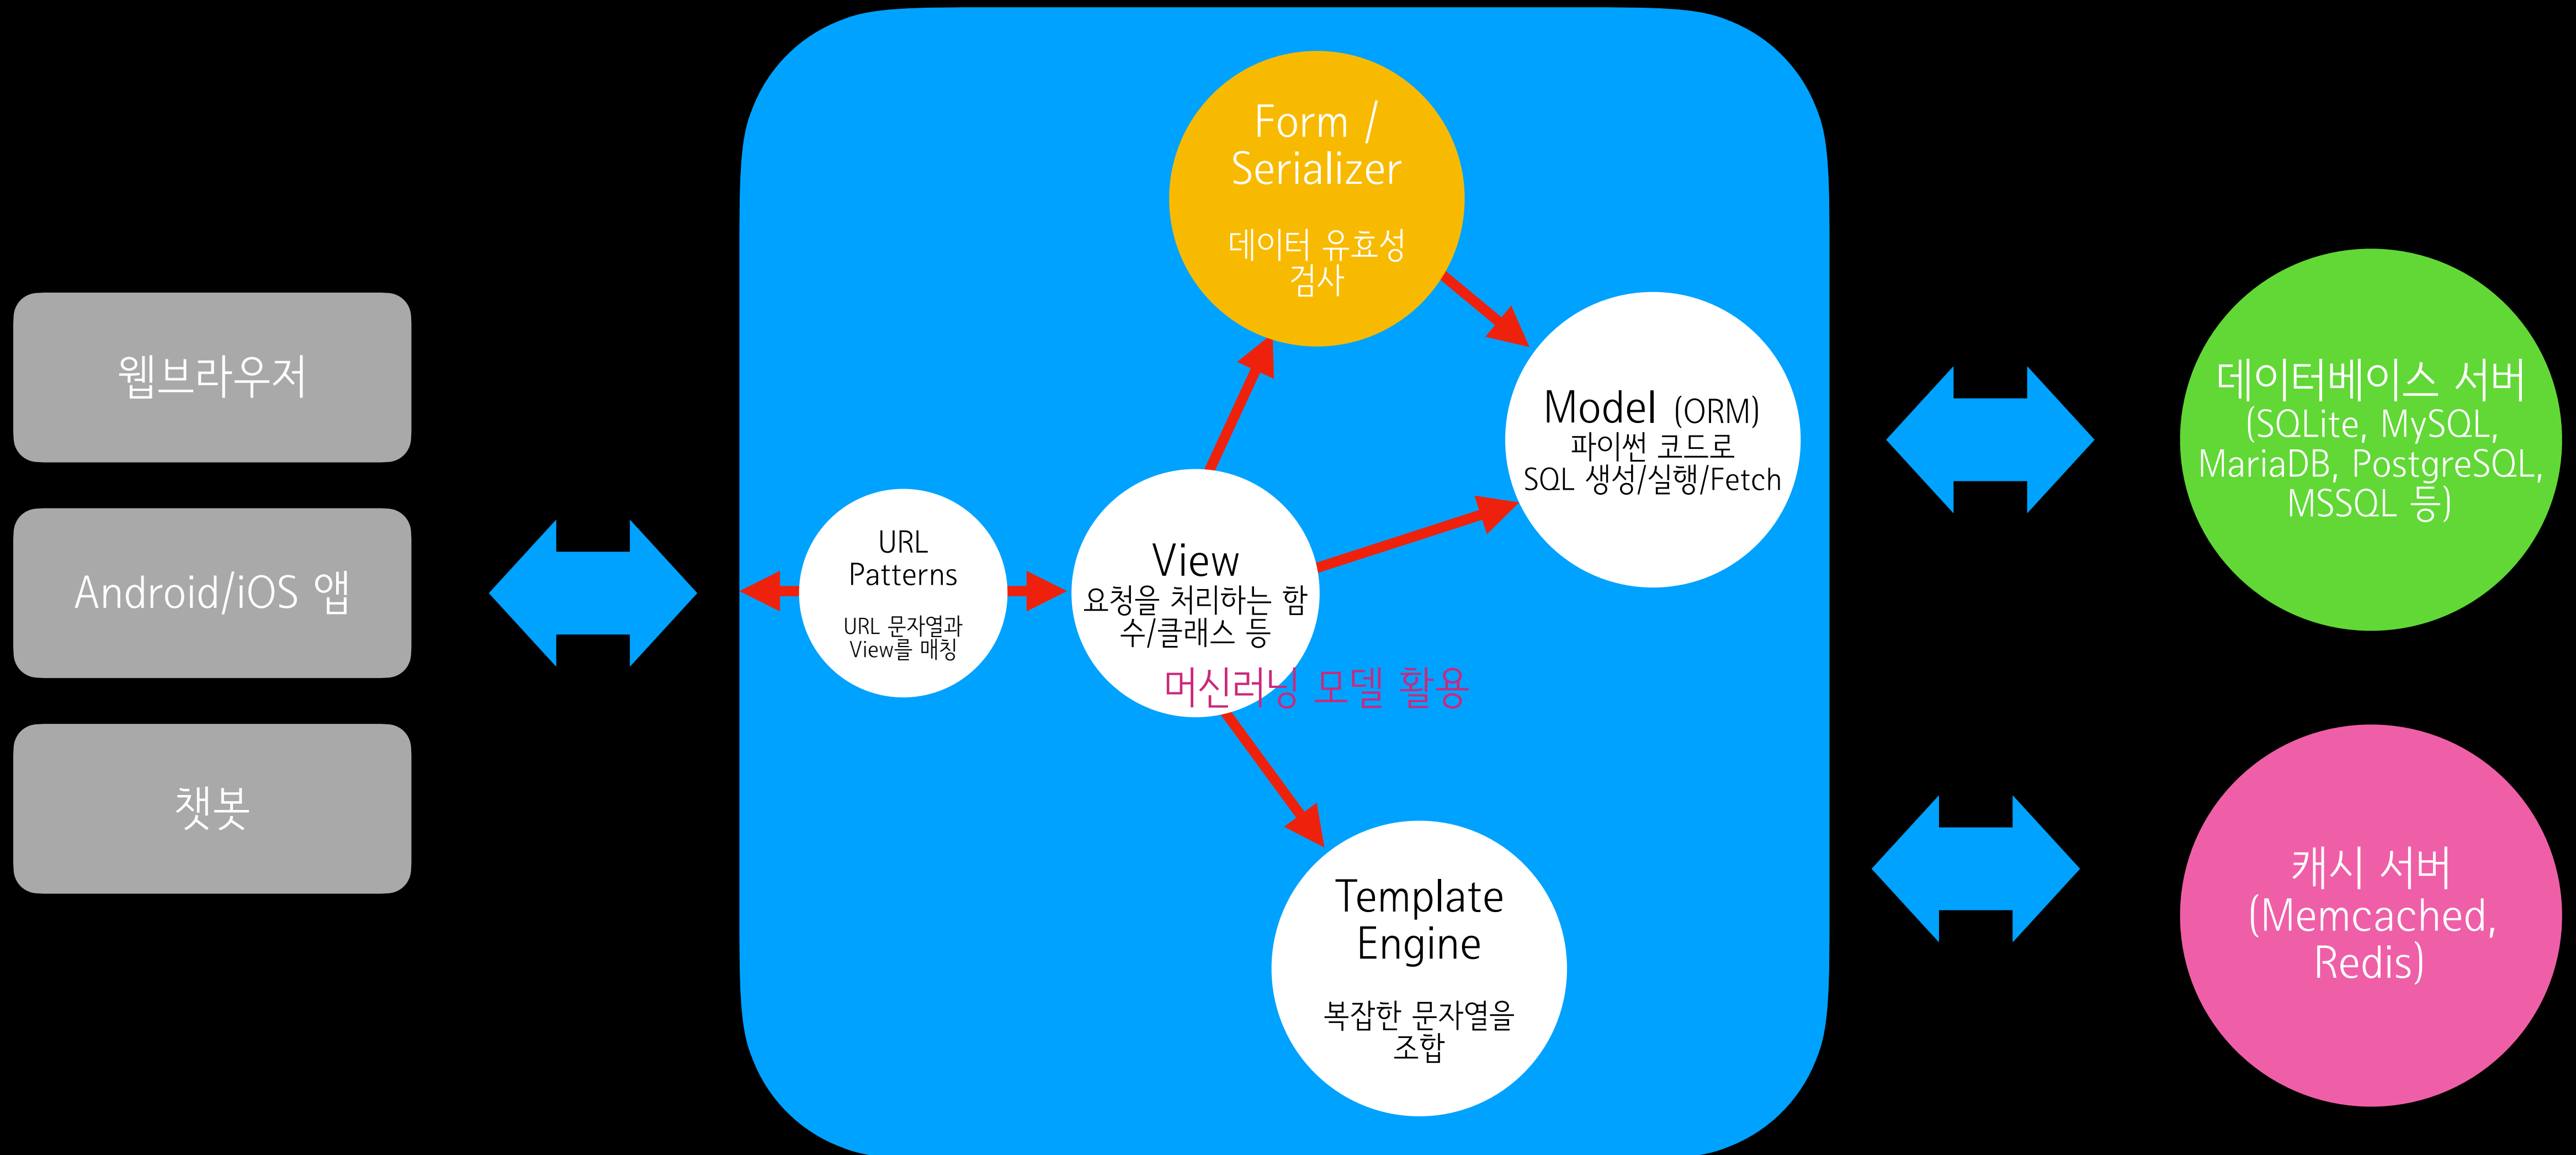 웹브라우저
Android/iOS 앱
챗봇
Form /
Serializer
데이터 유효성
검사
URL
Patterns
URL 문자열과
View를 매칭
View
요청을 처리하는 함
수/클래스 등
머신러닝 모델 활용
Model (ORM)
파이썬 코드로
SQL 생성/실행/Fetch
Template
Engine
복잡한 문자열을
조합
데이터베이스 서버
(SQLite, MySQL,
MariaDB, PostgreSQL,
MSSQL 등)
캐시 서버
(Memcached,
Redis)